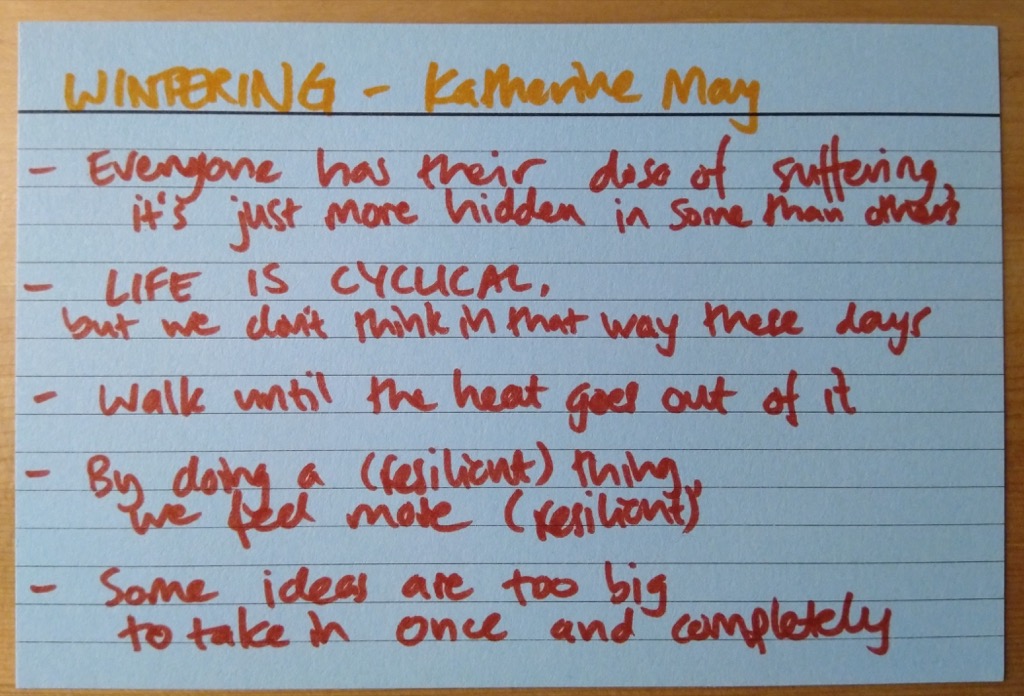 WINTERING - Katherine May
- Everyone has their dose of suffering,
it's just more hidden in some than others
- LIFE IS CYCLICAL,
but we don't think in that way these days
- Walk until the heat goes out of it
- By doing a (resilient) thing,
we feel more (resilient)
- Some ideas are too big
to take in once and completely